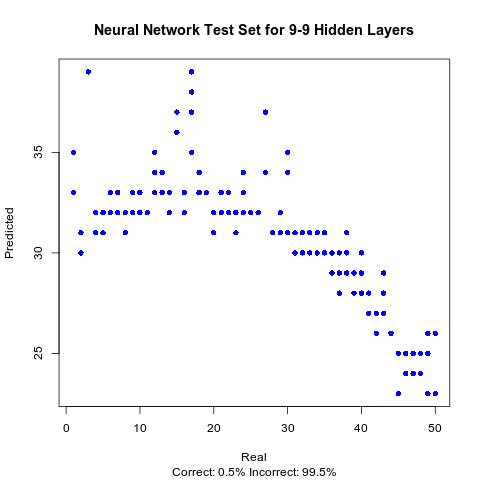 Neural Network Test Set for 9-9 Hidden Layers
Predicted
35
30
25
0 10 20 30 40 50
Real
Correct: 0.5% Incorrect: 99.5%